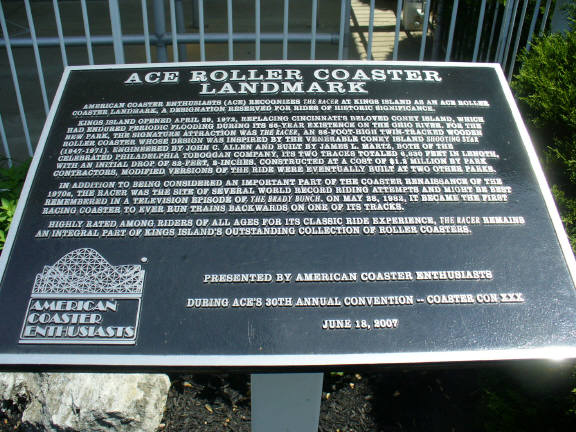 ACE ROLLER COASTER
LANDMARK
AMERICAN COASTER ENTHUSIASTS (ACE) RECOGNIZES THE RACER AT KINGS ISLAND AS AN ACE ROLLER
COASTER LANDMARK, A DESIGNATION RESERVED FOR RIDES OF HISTORIC SIGNIFICANCE.
KINGS ISLAND OPENED APRIL 29, 1972, REPLACING CINCINNATI'S BELOVED CONEY ISLAND, WHICH
HAD ENDURED PERIODIC FLOODING DURING ITS 85-YEAR EXISTENCE ON THE OHIO RIVER. FOR THE
NEW PARK, THE SIGNATURE ATTRACTION WAS THE RACER, AN 88-FOOT-HIGH TWIN-TRACKED WOODEN
ROLLER COASTER WHOSE DESIGN WAS INSPIRED BY THE VENERABLE CONEY ISLAND SHOOTING STAR
(1947-1971). ENGINEERED BY JOHN C. ALLEN AND BUILT BY JAMES L. MARTZ, BOTH OF THE
CELEBRATED PHILADELPHIA TOBOGGAN COMPANY, ITS TWO TRACKS TOTALED FEET IN LENGTH,
WITH AN INITIAL DROP OF 82-FEET, 2-INCHES. CONSTRUCTED AT A COST OF $1.2 MILLION BY PARK
CONTRACTORS, MODIFIED VERSIONS OF THE RIDE WERE EVENTUALLY BUILT AT TWO OTHER PARKS.
IN ADDITION TO BEING CONSIDERED AN IMPORTANT PART OF THE COASTER RENAISSANCE OF THE
1970s, THE RACER WAS THE SITE OF SEVERAL WORLD RECORD RIDING ATTEMPTS AND MIGHT BE BEST
REMEMBERED IN A TELEVISION EPISODE OF THE BRADY BUNCH. ON MAY 28, 1982, IT BECAME THE FIRST
RACING COASTER TO EVER RUN TRAINS BACKWARDS ON ONE OF ITS TRACKS.
HIGHLY RATED AMONG RIDERS OF ALL AGES FOR ITS CLASSIC RIDE EXPERIENCE, THE RACER REMAINS
AN INTEGRAL PART OF KINGS ISLAND'S OUTSTANDING COLLECTION OF ROLLER COASTERS.
AMERICAN
COASTER
ENTHUSIASTS
PRESENTED BY AMERICAN COASTER ENTHUSIASTS
DURING ACE'S 30TH ANNUAL CONVENTION -- COASTER CON XXX
JUNE 18, 2007